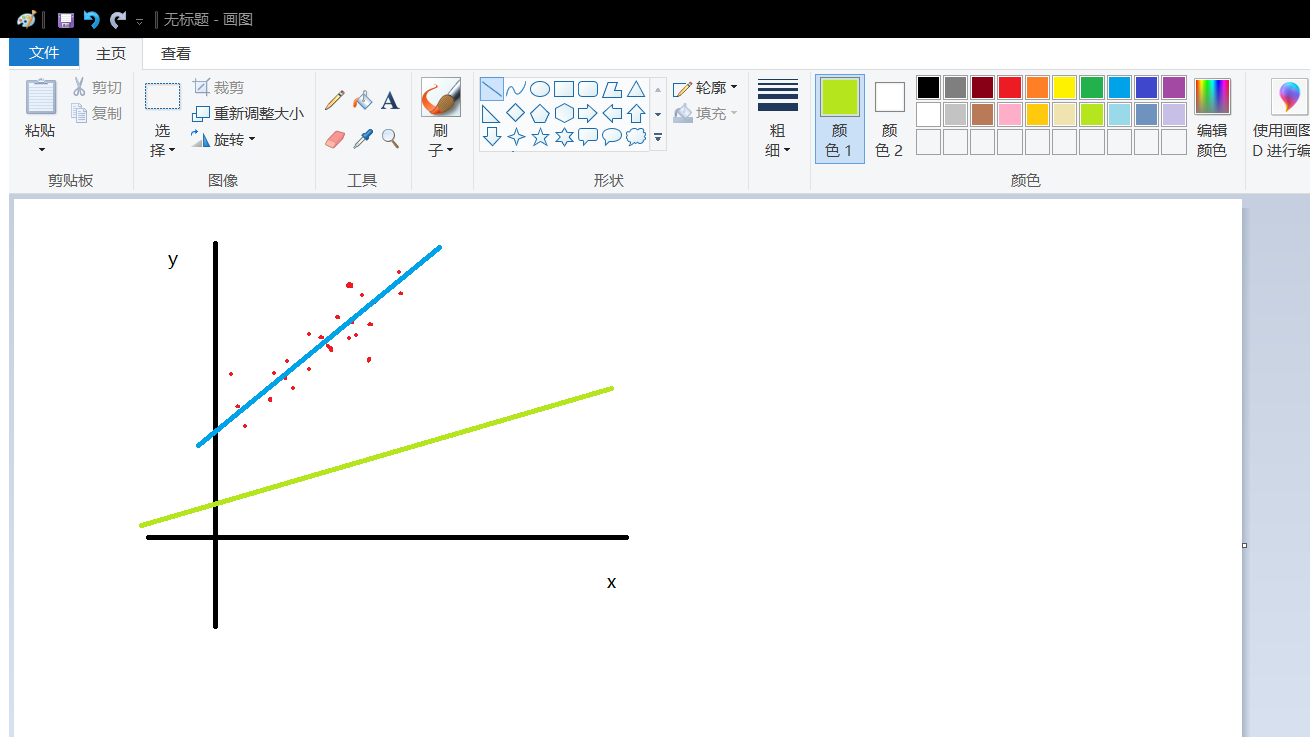 无标题 - 画图
文件 主页 查看
粘贴
剪切
复制
剪贴板
选
择
裁剪
重新调整大小
旋转
图像
A
工具
刷
子
轮廓
填充
形状
粗
细
颜
色 1
颜
色 2
编辑
颜色
颜色
使用画图
D 进行编
y
x